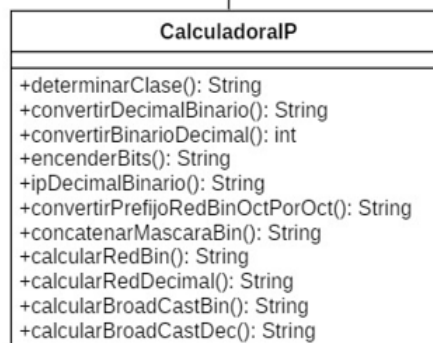 CalculadoraIP
+determinarClase(): String
+convertirDecimalBinario(): String
+convertirBinarioDecimal(): int
+encenderBits(): String
+ipDecimalBinario(): String
+convertirPrefijoRedBinOctPorOct(): String
+concatenarMascaraBin(): String
+calcularRedBin(): String
+calcularRedDecimal(): String
+calcularBroadCastBin(): String
+calcularBroadCastDec(): String